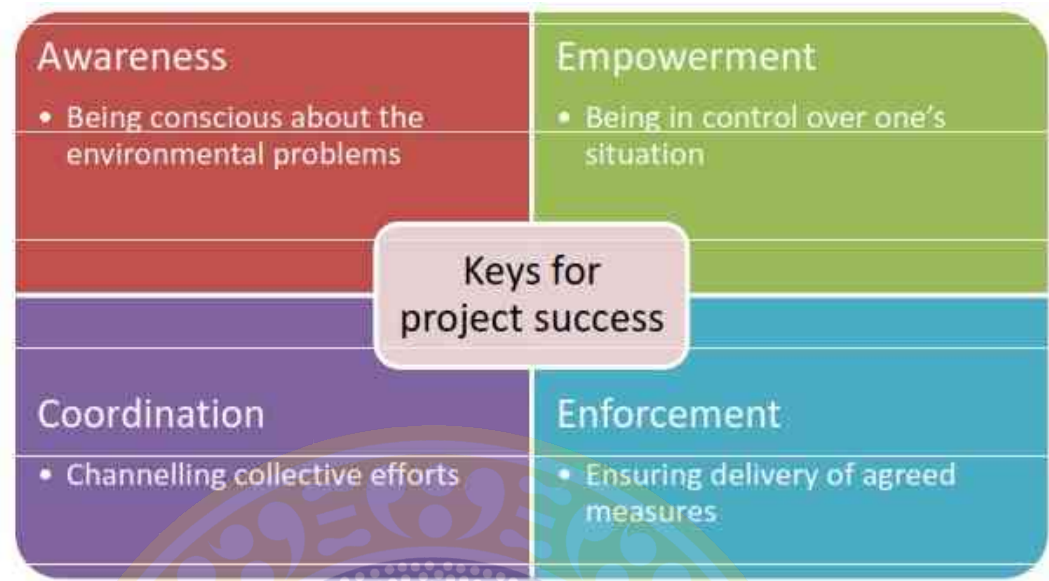 Awareness
• Being conscious about the
environmental problems
Empowerment
• Being in control over one's
situation
Keys for
project success
Coordination
• Channelling collective efforts
Enforcement
• Ensuring delivery of agreed
measures